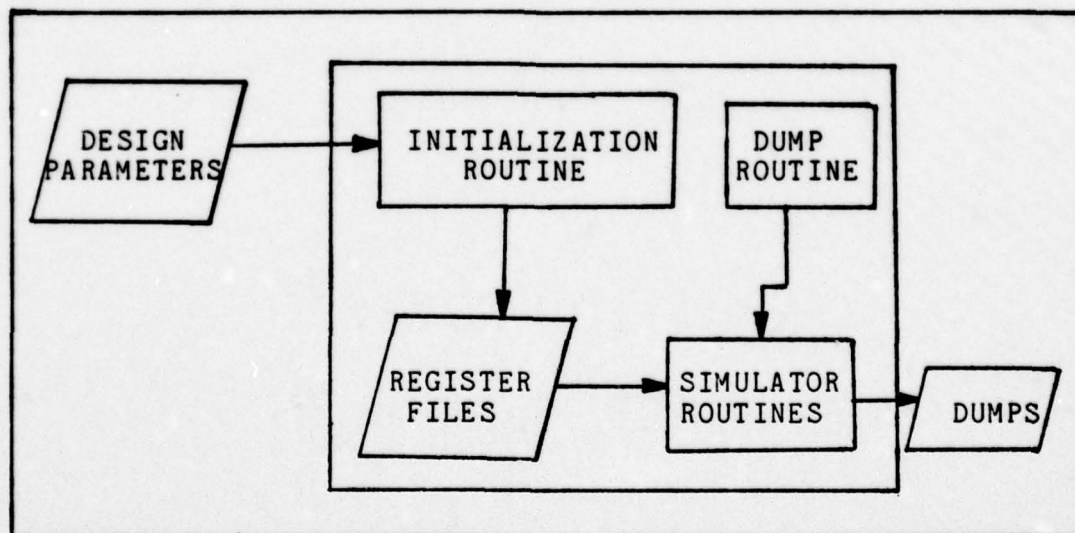 DESIGN
PARAMETERS
INITIALIZATION
ROUTINE
DUMP
ROUTINE
REGISTER
FILES
SIMULATOR
ROUTINES
DUMPS